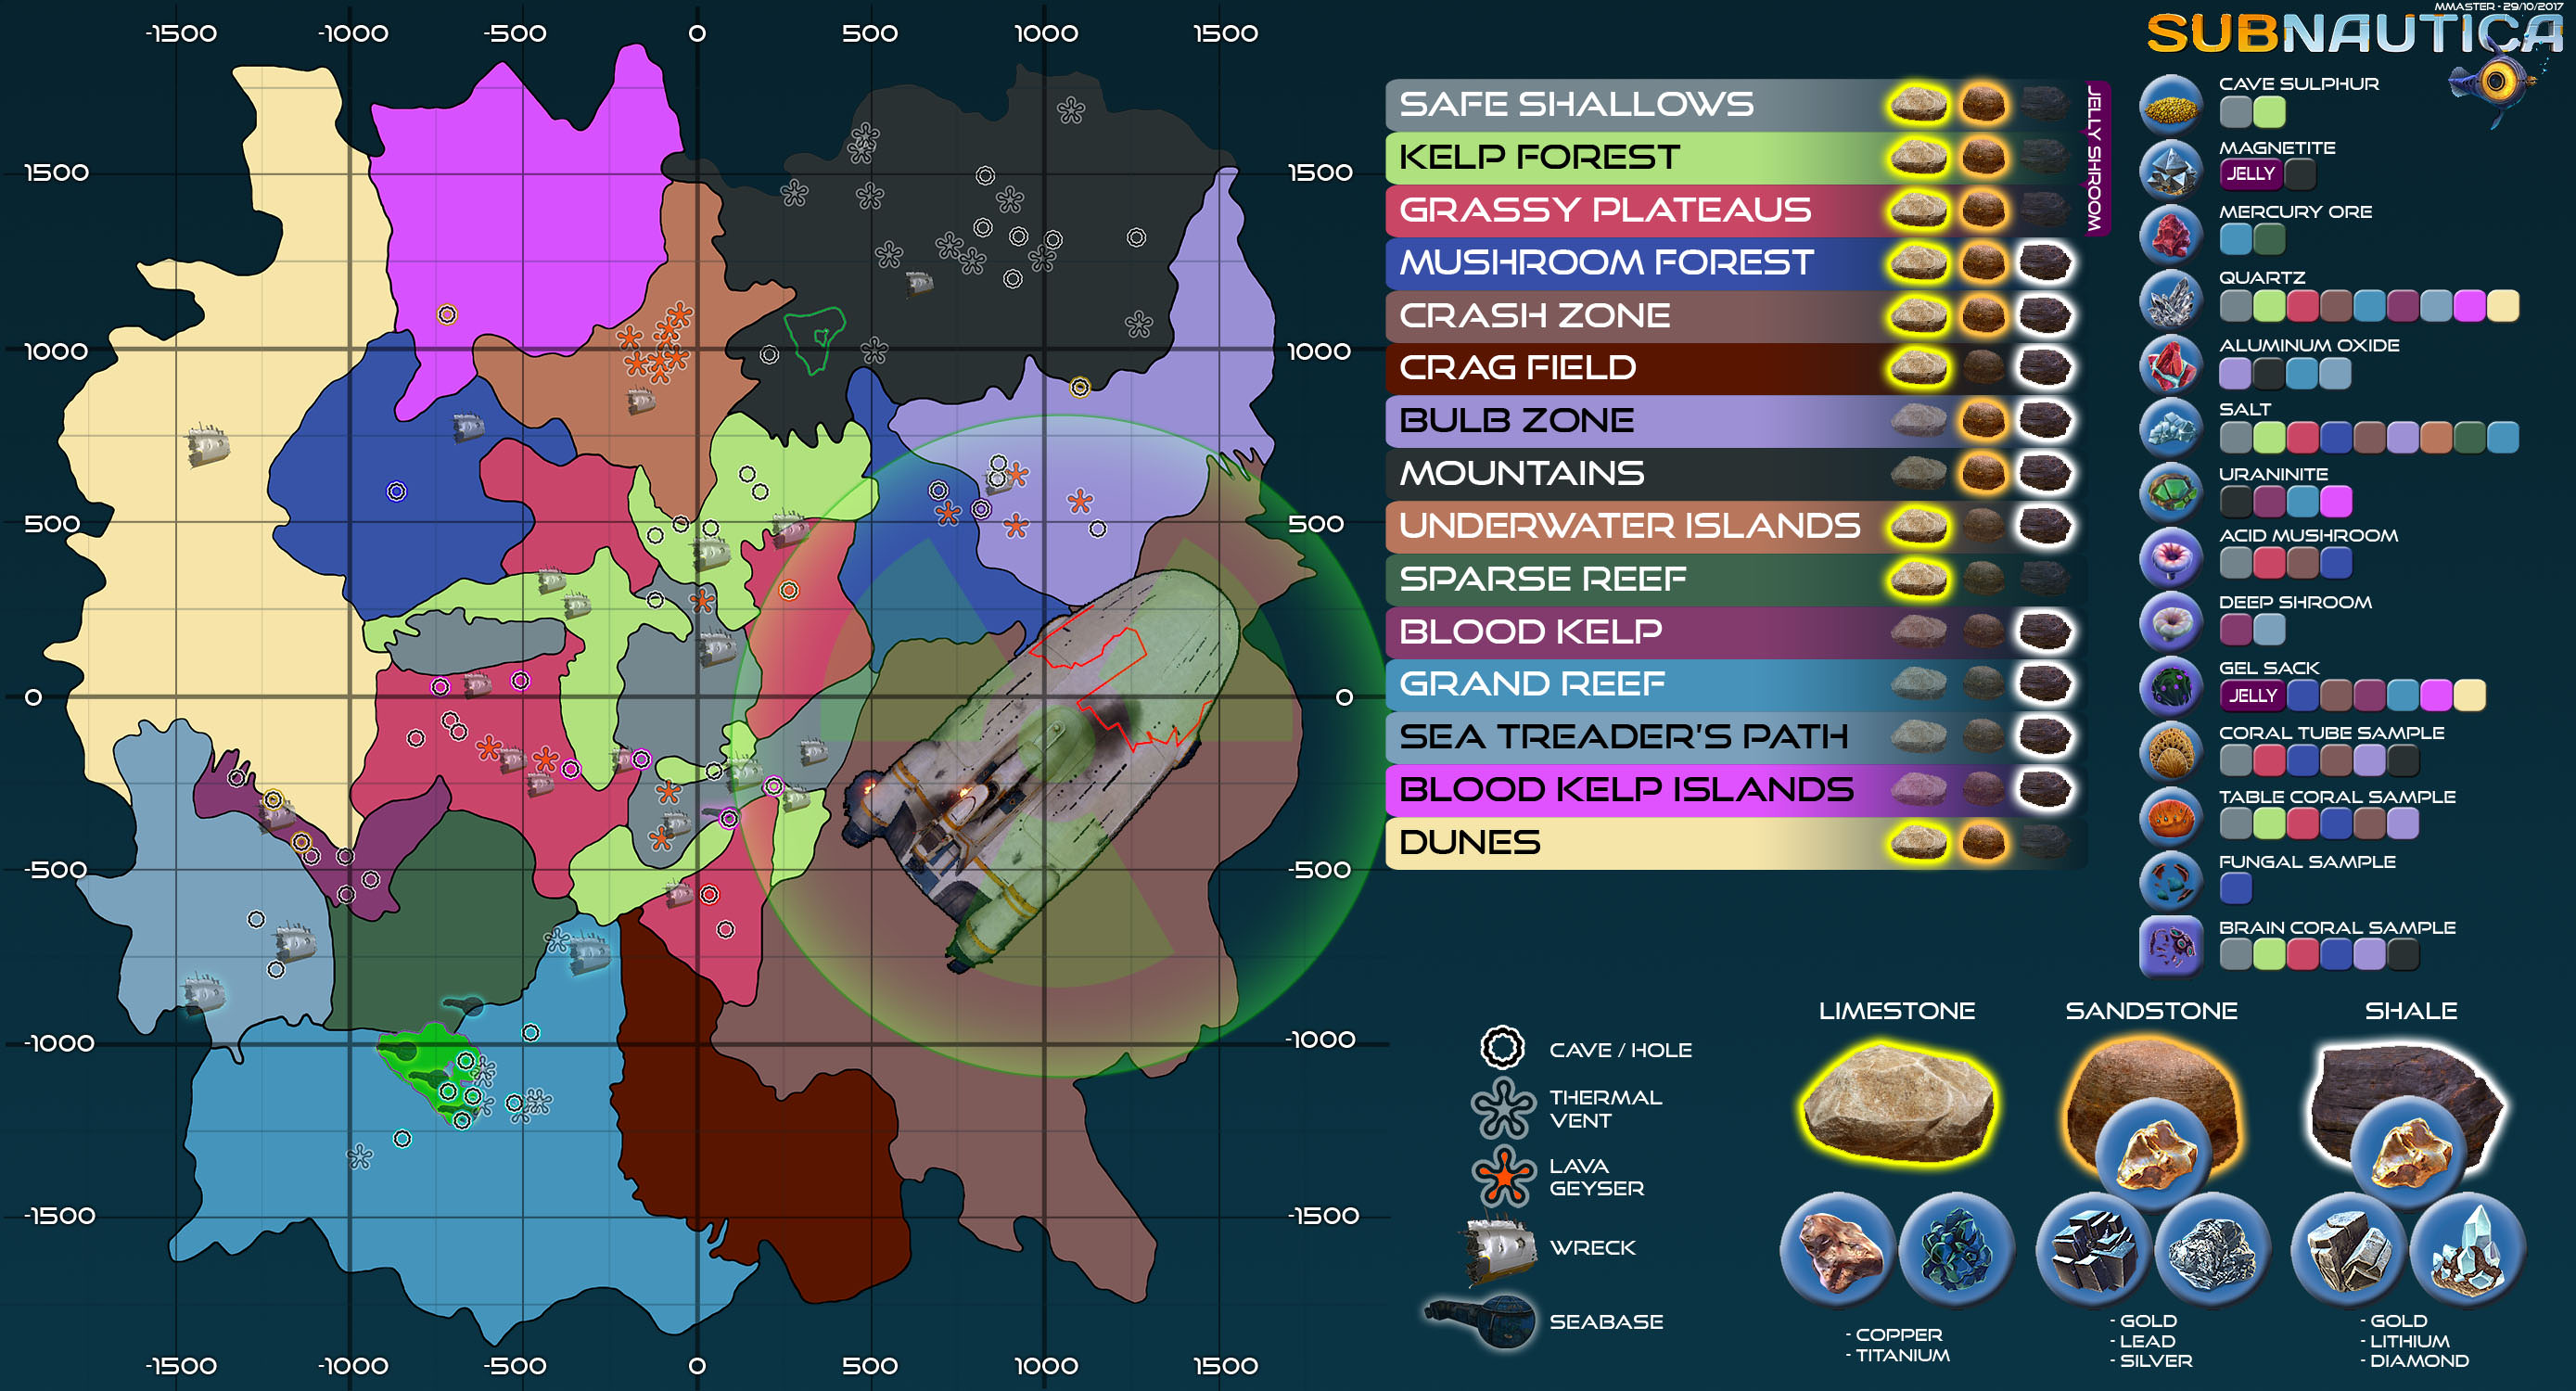 MMASTER - 29/10/2017
SUBNAUTICA
-1500 -1000 -500 0 500 1000 1500
1500 1500
1000 1000
500 500
0 0
-500 -500
-1000 -1000
-1500 -1500
-1500 -1000 -500 0 500 1000 1500
SAFE SHALLOWS
KELP FOREST
GRASSY PLATEAUS
MUSHROOM FOREST
CRASH ZONE
CRAG FIELD
BULB ZONE
MOUNTAINS
UNDERWATER ISLANDS
SPARSE REEF
BLOOD KELP
GRAND REEF
SEA TREADER'S PATH
BLOOD KELP ISLANDS
DUNES
JELLY SHROOM
CAVE SULPHUR
MAGNETITE
JELLY
MERCURY ORE
QUARTZ
ALUMINUM OXIDE
SALT
URANINITE
ACID MUSHROOM
DEEP SHROOM
GEL SACK
JELLY
CORAL TUBE SAMPLE
TABLE CORAL SAMPLE
FUNGAL SAMPLE
BRAIN CORAL SAMPLE
CAVE / HOLE
THERMAL
VENT
LAVA
GEYSER
WRECK
SEABASE
LIMESTONE
- COPPER
- TITANIUM
SANDSTONE
- GOLD
- LEAD
- SILVER
SHALE
- GOLD
- LITHIUM
- DIAMOND